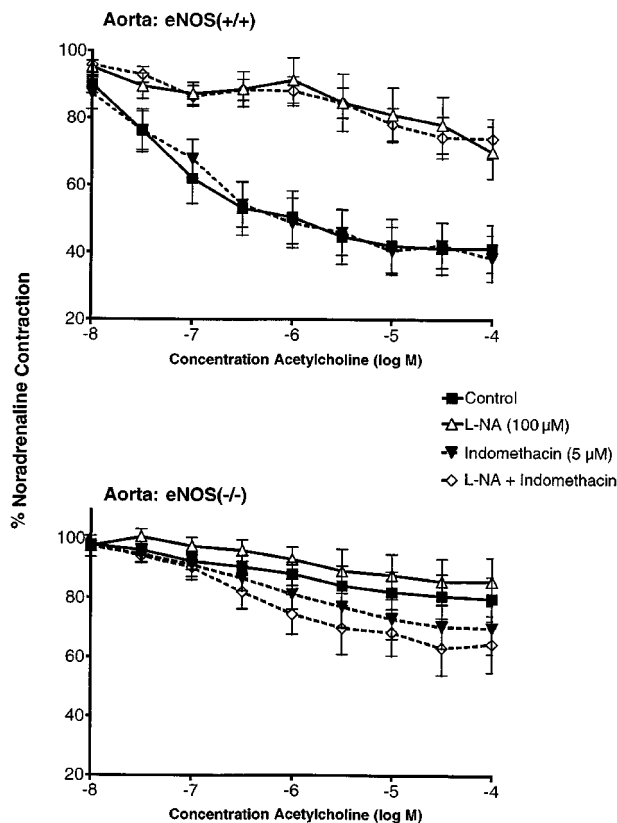 Aorta: eNOS(+/+)
100
80
60
40
20
-8 -7 -6 -5 -4
Concentration Acetylcholine (log M)
% Noradrenaline Contraction
Control
L-NA (100 µM)
Indomethacin (5 µM)
L-NA + Indomethacin
Aorta: eNOS(-/-)
100
80
60
40
20
-8 -7 -6 -5 -4
Concentration Acetylcholine (log M)